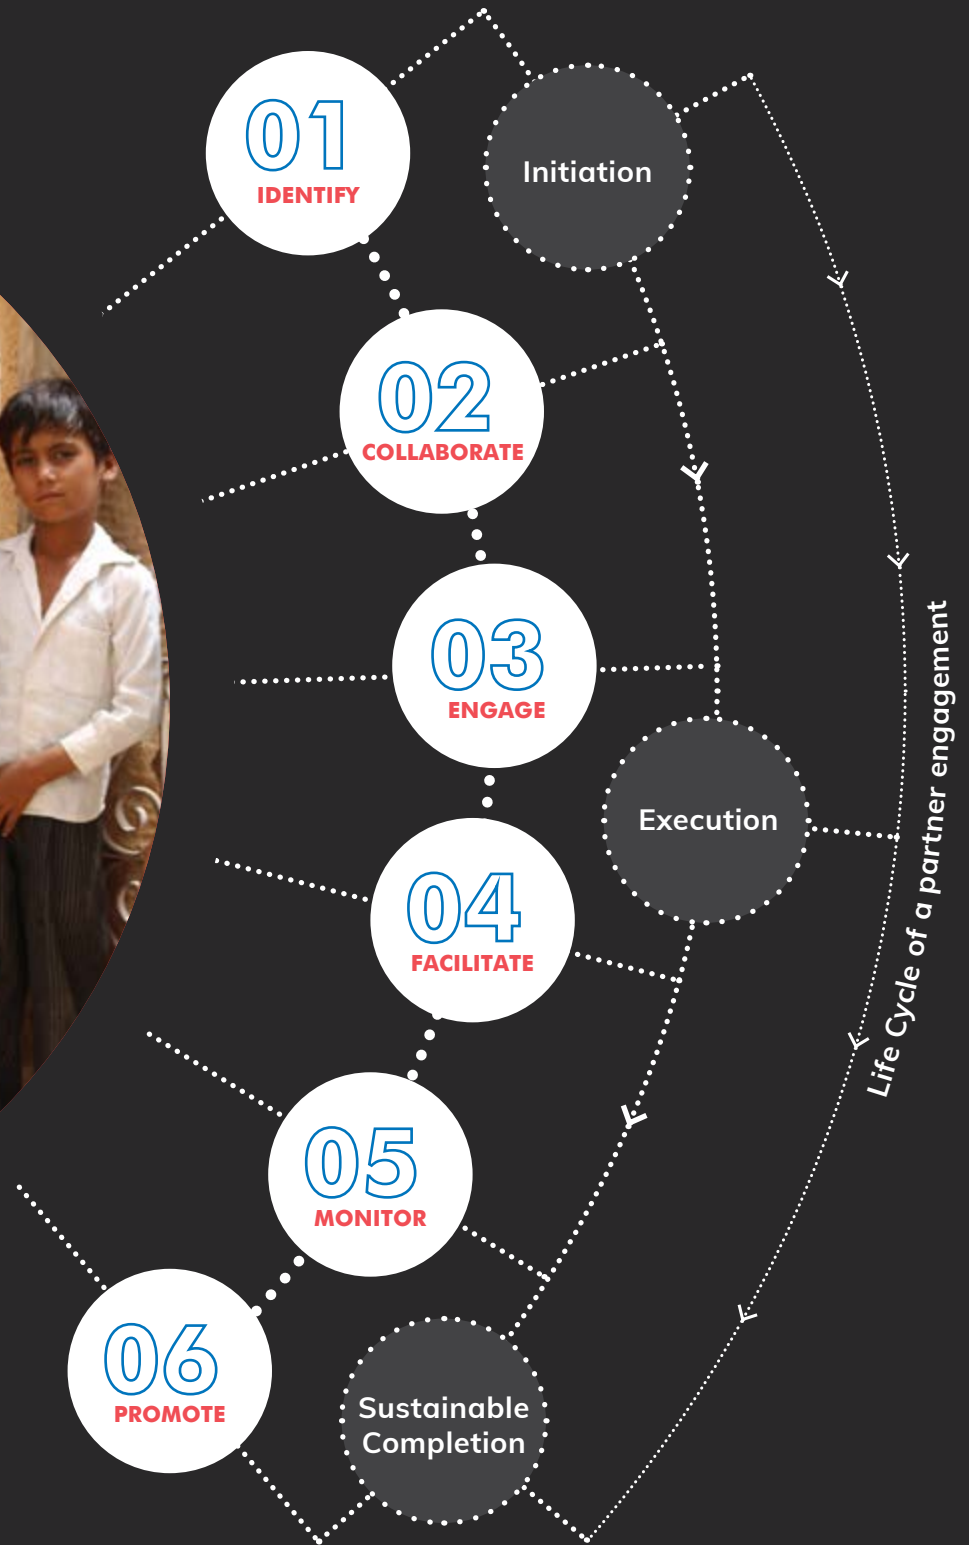 01
IDENTIFY
Initiation
02
COLLABORATE
03
ENGAGE
Execution
04
FACILITATE
05
MONITOR
06
PROMOTE
Sustainable
Completion
Life Cycle of a partner engagement